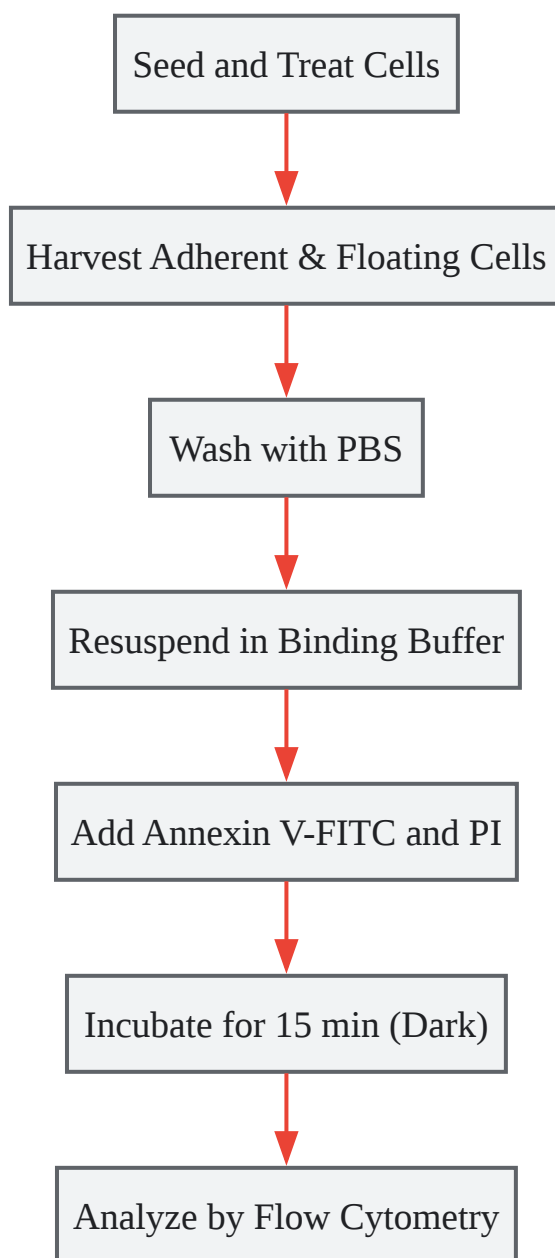 Seed and Treat Cells
Harvest Adherent & Floating Cells
Wash with PBS
Resuspend in Binding Buffer
Add Annexin V-FITC and PI
Incubate for 15 min (Dark)
Analyze by Flow Cytometry